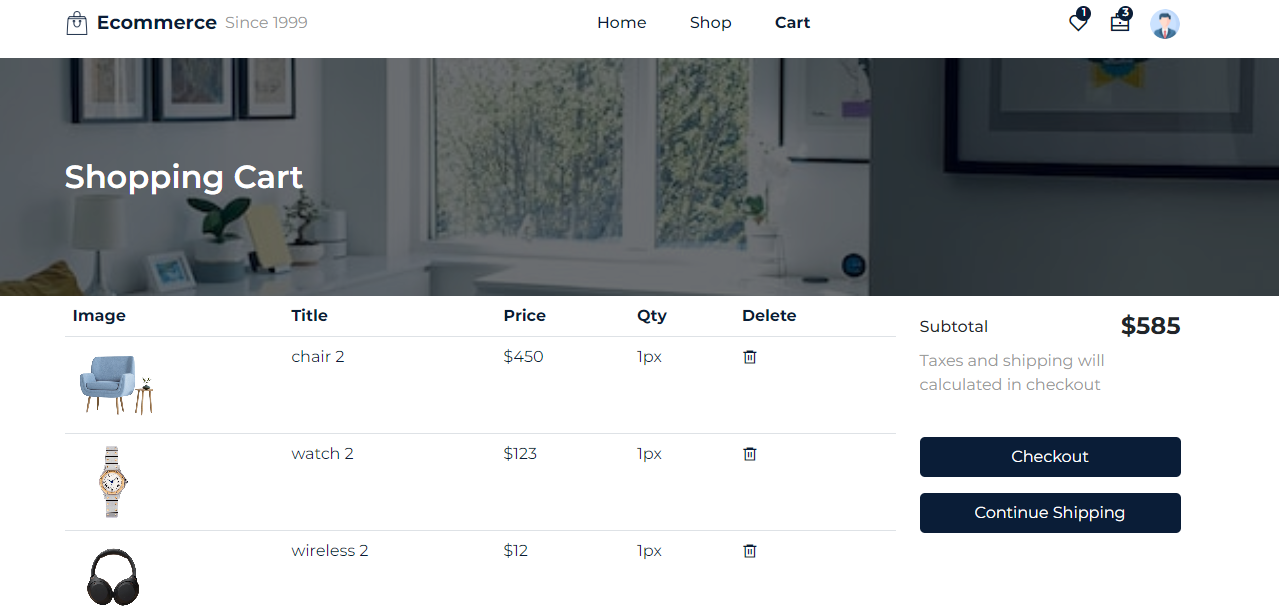 Ecommerce Since 1999
Home Shop Cart
1 3
Shopping Cart
Image Title Price Qty Delete
chair 2 $450 1px
watch 2 $123 1px
wireless 2 $12 1px
Subtotal $585
Taxes and shipping will
calculated in checkout
Checkout
Continue Shipping